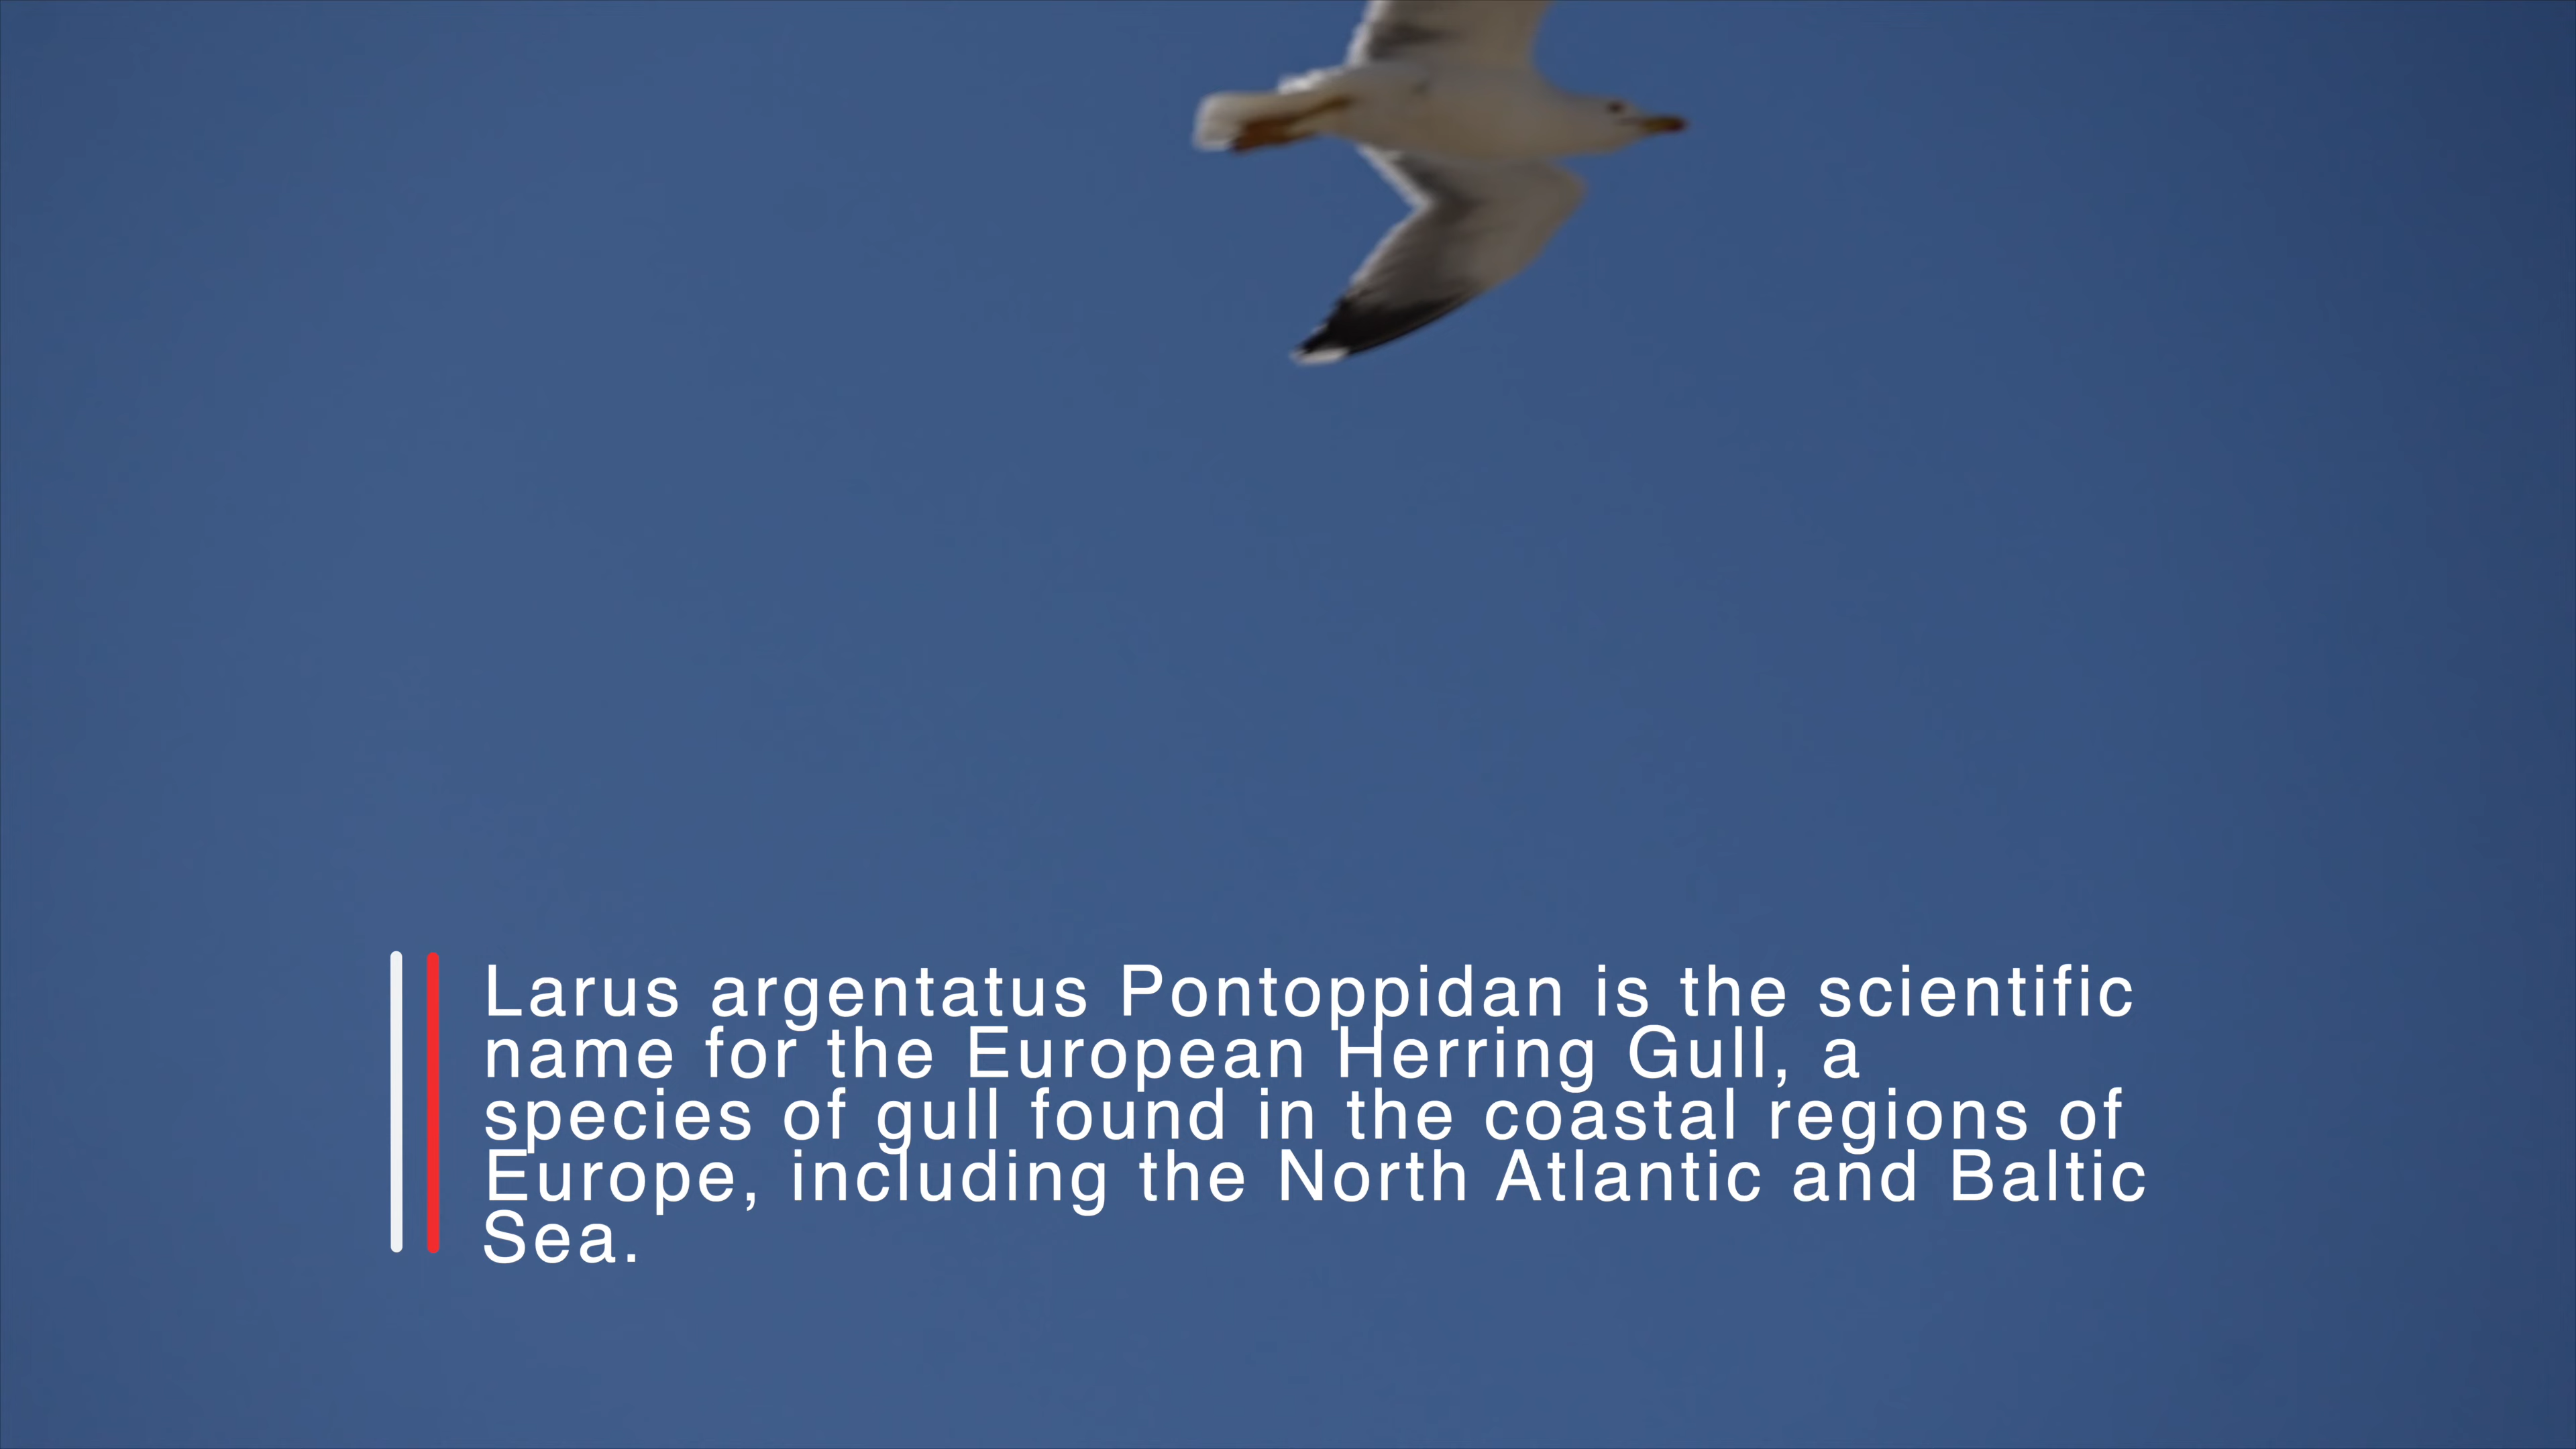 Larus argentatus Pontoppidan is the scientific
name for the European Herring Gull, a
species of gull found in the coastal regions of
Europe, including the North Atlantic and Baltic
Sea.